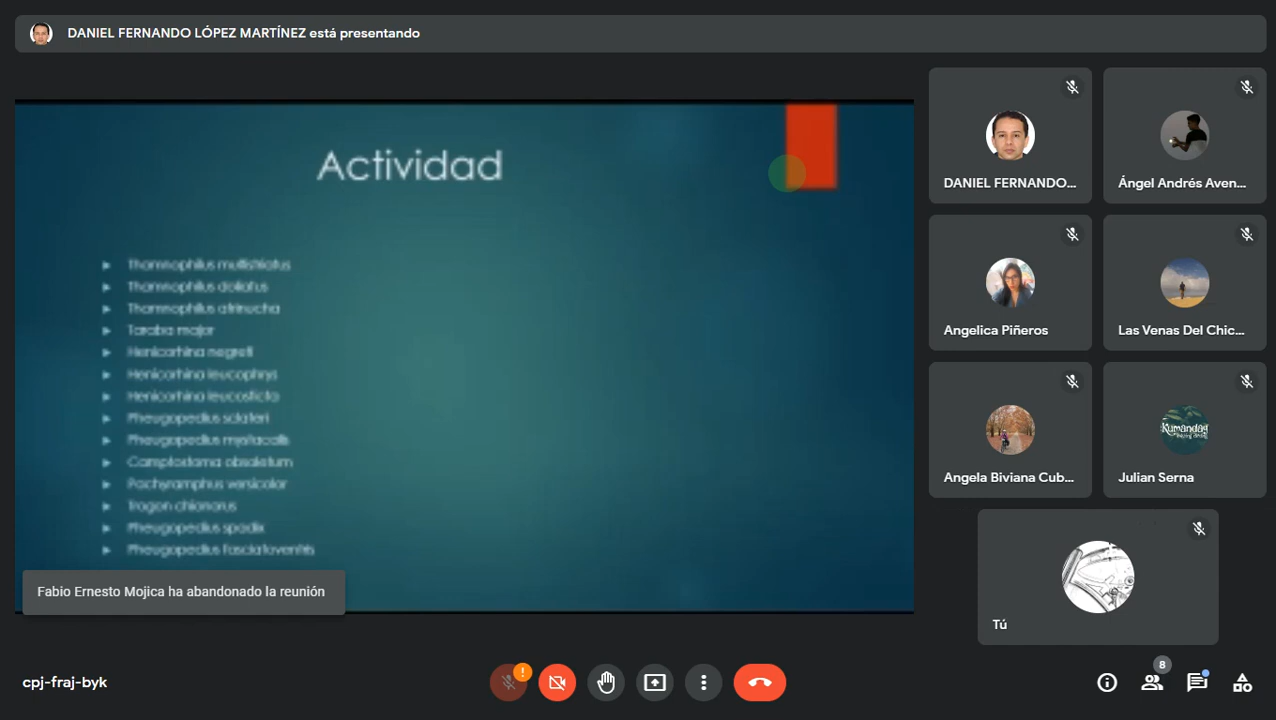 DANIEL FERNANDO LÓPEZ MARTÍNEZ está presentando
Actividad
Thamnophilus multistriatus
Thamnophilus doliatus
Thamnophilus atrinucha
Taraba major
Henicorhina negreti
Henicorhina leucophrys
Henicorhina leucosticta
Pheugopedius sclateri
Pheugopedius mystacalis
Camptostoma obsoletum
Pachyramphus versicolor
Trogon chionurus
Pheugopedius spadix
Pheugopedius fasciatoventris
Fabio Ernesto Mojica ha abandonado la reunión
DANIEL FERNANDO...
Ángel Andrés Aven...
Angelica Piñeros
Las Venas Del Chic...
Angela Biviana Cub...
Kumanday
Julian Serna
Tú
cpj-fraj-byk
8